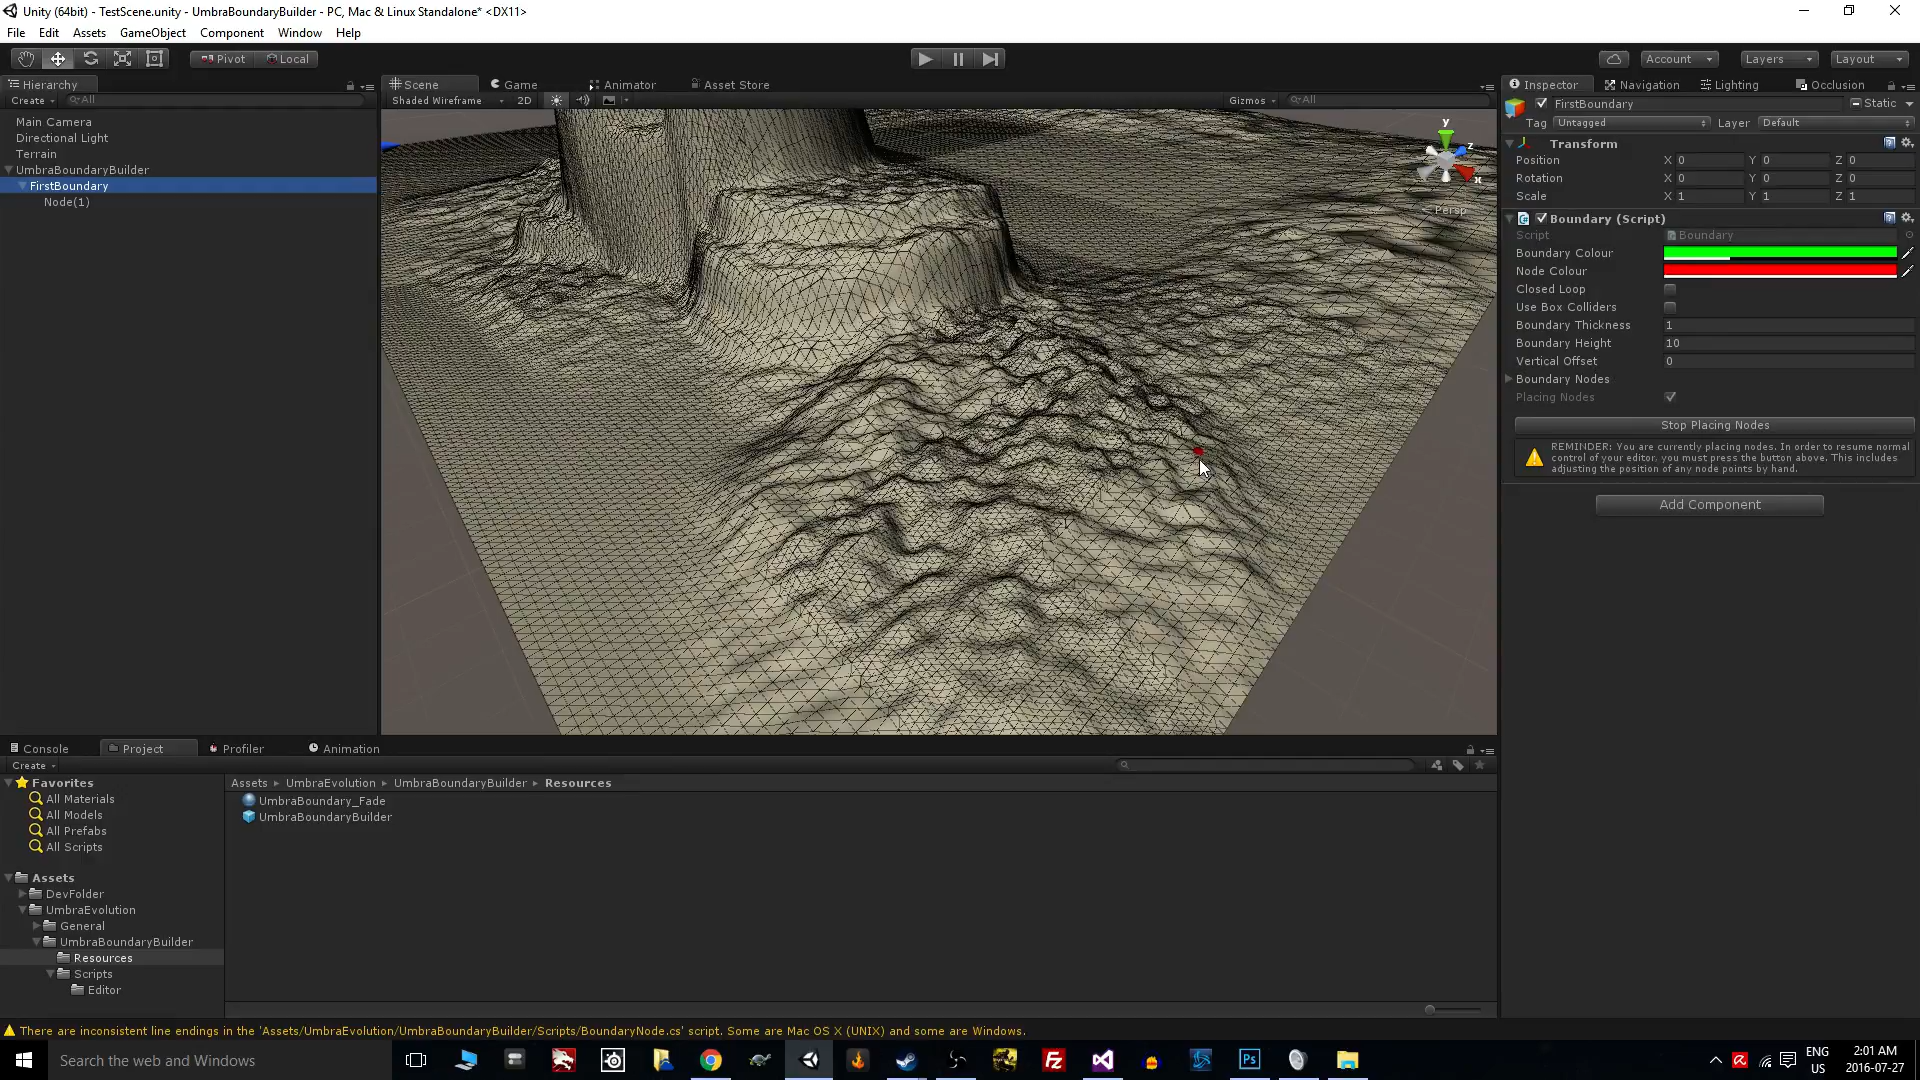 Unity (64bit) - TestScene.unity - UmbraBoundaryBuilder - PC, Mac & Linux Standalone* <DX11>
File Edit Assets GameObject Component Window Help
Pivot Local Account Layers Layout
Hierarchy
Create All
Main Camera
Directional Light
Terrain
UmbraBoundaryBuilder
FirstBoundary
Node(1)
Scene Game Animator Asset Store
Shaded Wireframe 2D Gizmos All
y
z
x
Persp
Inspector Navigation Lighting Occlusion
FirstBoundary Static
Tag Untagged Layer Default
Transform
Position X 0 Y 0 Z 0
Rotation X 0 Y 0 Z 0
Scale X 1 Y 1 Z 1
Boundary (Script)
Script Boundary
Boundary Colour
Node Colour
Closed Loop
Use Box Colliders
Boundary Thickness 1
Boundary Height 10
Vertical Offset 0
Boundary Nodes
Placing Nodes
Stop Placing Nodes
REMINDER: You are currently placing nodes. In order to resume normal
control of your editor, you must press the button above. This includes
adjusting the position of any node points by hand.
Add Component
Console Project Profiler Animation
Create
Favorites
All Materials
All Models
All Prefabs
All Scripts
Assets
DevFolder
UmbraEvolution
General
UmbraBoundaryBuilder
Resources
Scripts
Editor
Assets UmbraEvolution UmbraBoundaryBuilder Resources
UmbraBoundary_Fade
UmbraBoundaryBuilder
There are inconsistent line endings in the 'Assets/UmbraEvolution/UmbraBoundaryBuilder/Scripts/BoundaryNode.cs' script. Some are Mac OS X (UNIX) and some are Windows.
Search the web and Windows
Fz
Ps
ENG
US
2:01 AM
2016-07-27